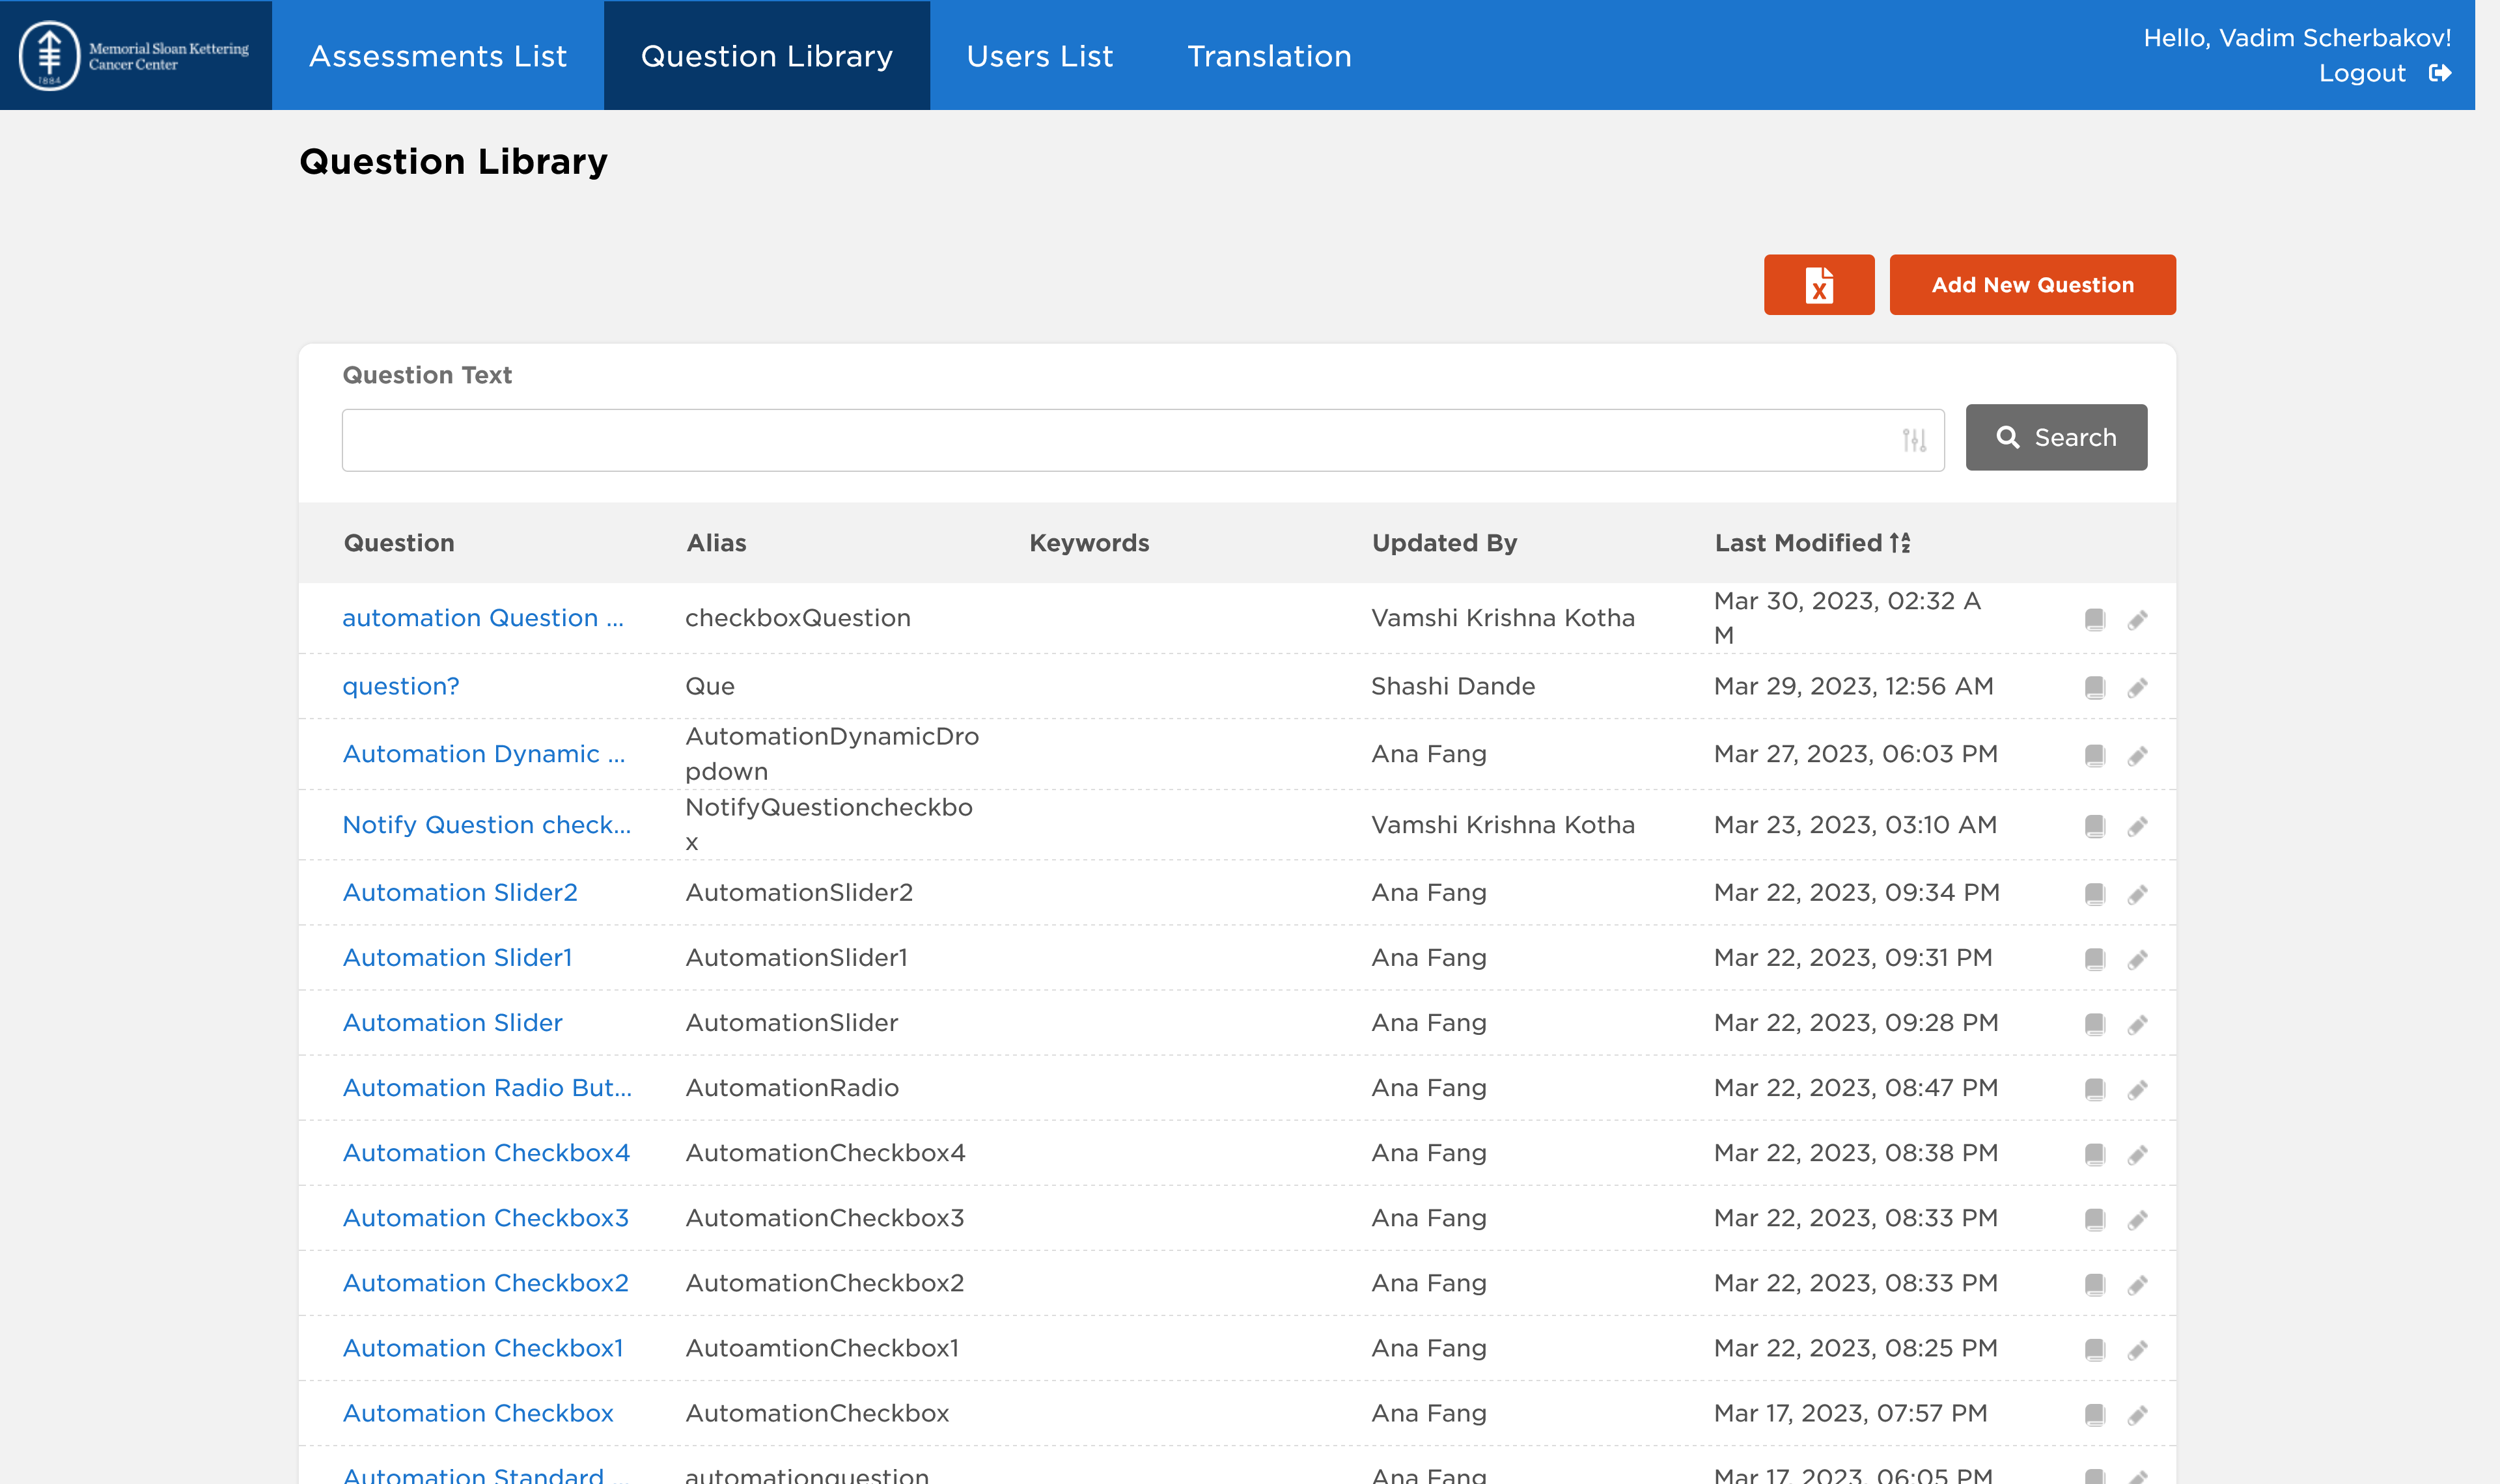 Memorial Sloan Kettering
Cancer Center
1884
Assessments List
Question Library
Users List
Translation
Hello, Vadim Scherbakov!
Logout
Question Library
X
Add New Question
Question Text
Search
Question Alias Keywords Updated By Last Modified
automation Question ... checkboxQuestion Vamshi Krishna Kotha Mar 30, 2023, 02:32 A
M
question? Que Shashi Dande Mar 29, 2023, 12:56 AM
Automation Dynamic ... AutomationDynamicDro
pdown Ana Fang Mar 27, 2023, 06:03 PM
Notify Question check... NotifyQuestioncheckbo
x Vamshi Krishna Kotha Mar 23, 2023, 03:10 AM
Automation Slider2 AutomationSlider2 Ana Fang Mar 22, 2023, 09:34 PM
Automation Slider1 AutomationSlider1 Ana Fang Mar 22, 2023, 09:31 PM
Automation Slider AutomationSlider Ana Fang Mar 22, 2023, 09:28 PM
Automation Radio But... AutomationRadio Ana Fang Mar 22, 2023, 08:47 PM
Automation Checkbox4 AutomationCheckbox4 Ana Fang Mar 22, 2023, 08:38 PM
Automation Checkbox3 AutomationCheckbox3 Ana Fang Mar 22, 2023, 08:33 PM
Automation Checkbox2 AutomationCheckbox2 Ana Fang Mar 22, 2023, 08:33 PM
Automation Checkbox1 AutoamtionCheckbox1 Ana Fang Mar 22, 2023, 08:25 PM
Automation Checkbox AutomationCheckbox Ana Fang Mar 17, 2023, 07:57 PM
Automation Standard ... automationquestion Ana Fang Mar 17, 2023, 06:05 PM